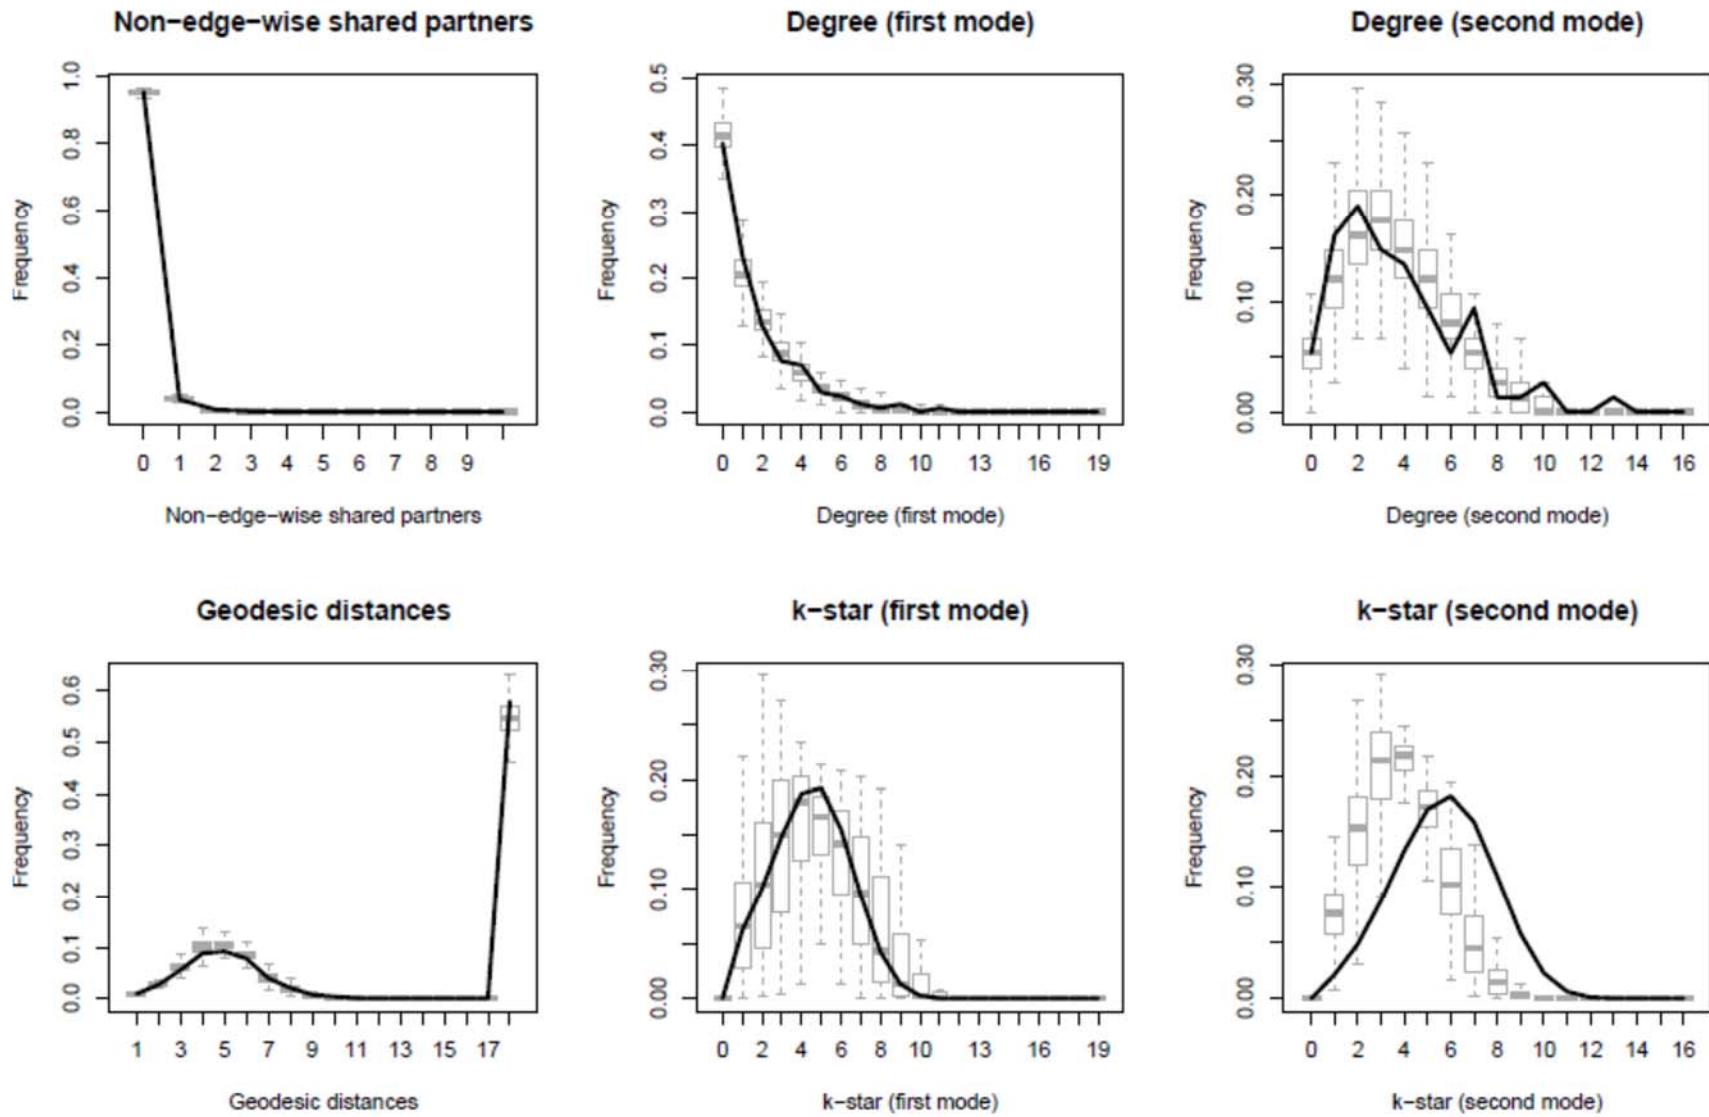 Non-edge-wise shared partners
Degree (first mode)
Degree (second mode)
Frequency
1.0
0.8
0.6
0.4
0.2
0.0
0 1 2 3 4 5 6 7 8 9
Non-edge-wise shared partners
Frequency
0.5
0.4
0.3
0.2
0.1
0.0
0 2 4 6 8 10 13 16 19
Degree (first mode)
Frequency
0.30
0.20
0.10
0.00
0 2 4 6 8 10 12 14 16
Degree (second mode)
Geodesic distances
k-star (first mode)
k-star (second mode)
Frequency
0.6
0.5
0.4
0.3
0.2
0.1
0.0
1 3 5 7 9 11 13 15 17
Geodesic distances
Frequency
0.30
0.20
0.10
0.00
0 2 4 6 8 10 13 16 19
k-star (first mode)
Frequency
0.30
0.20
0.10
0.00
0 2 4 6 8 10 12 14 16
k-star (second mode)